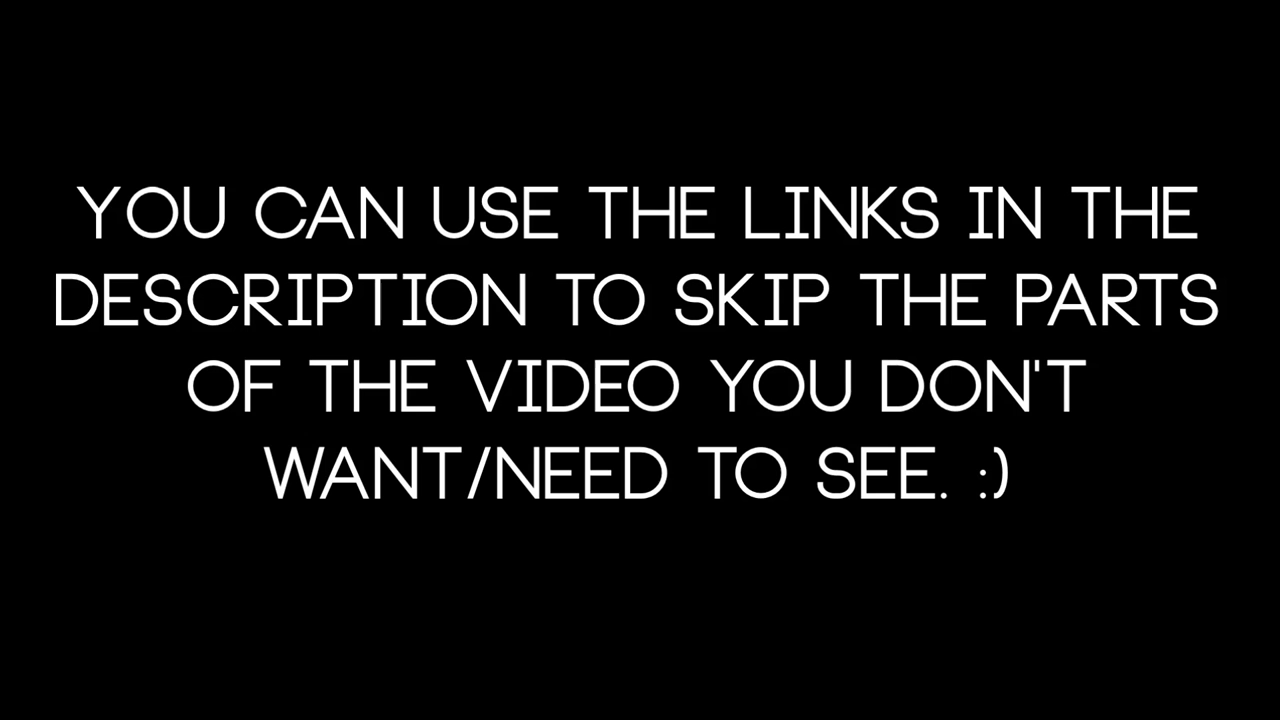 YOU CAN USE THE LINKS IN THE
DESCRIPTION TO SKIP THE PARTS
OF THE VIDEO YOU DON'T
WANT/NEED TO SEE. :)